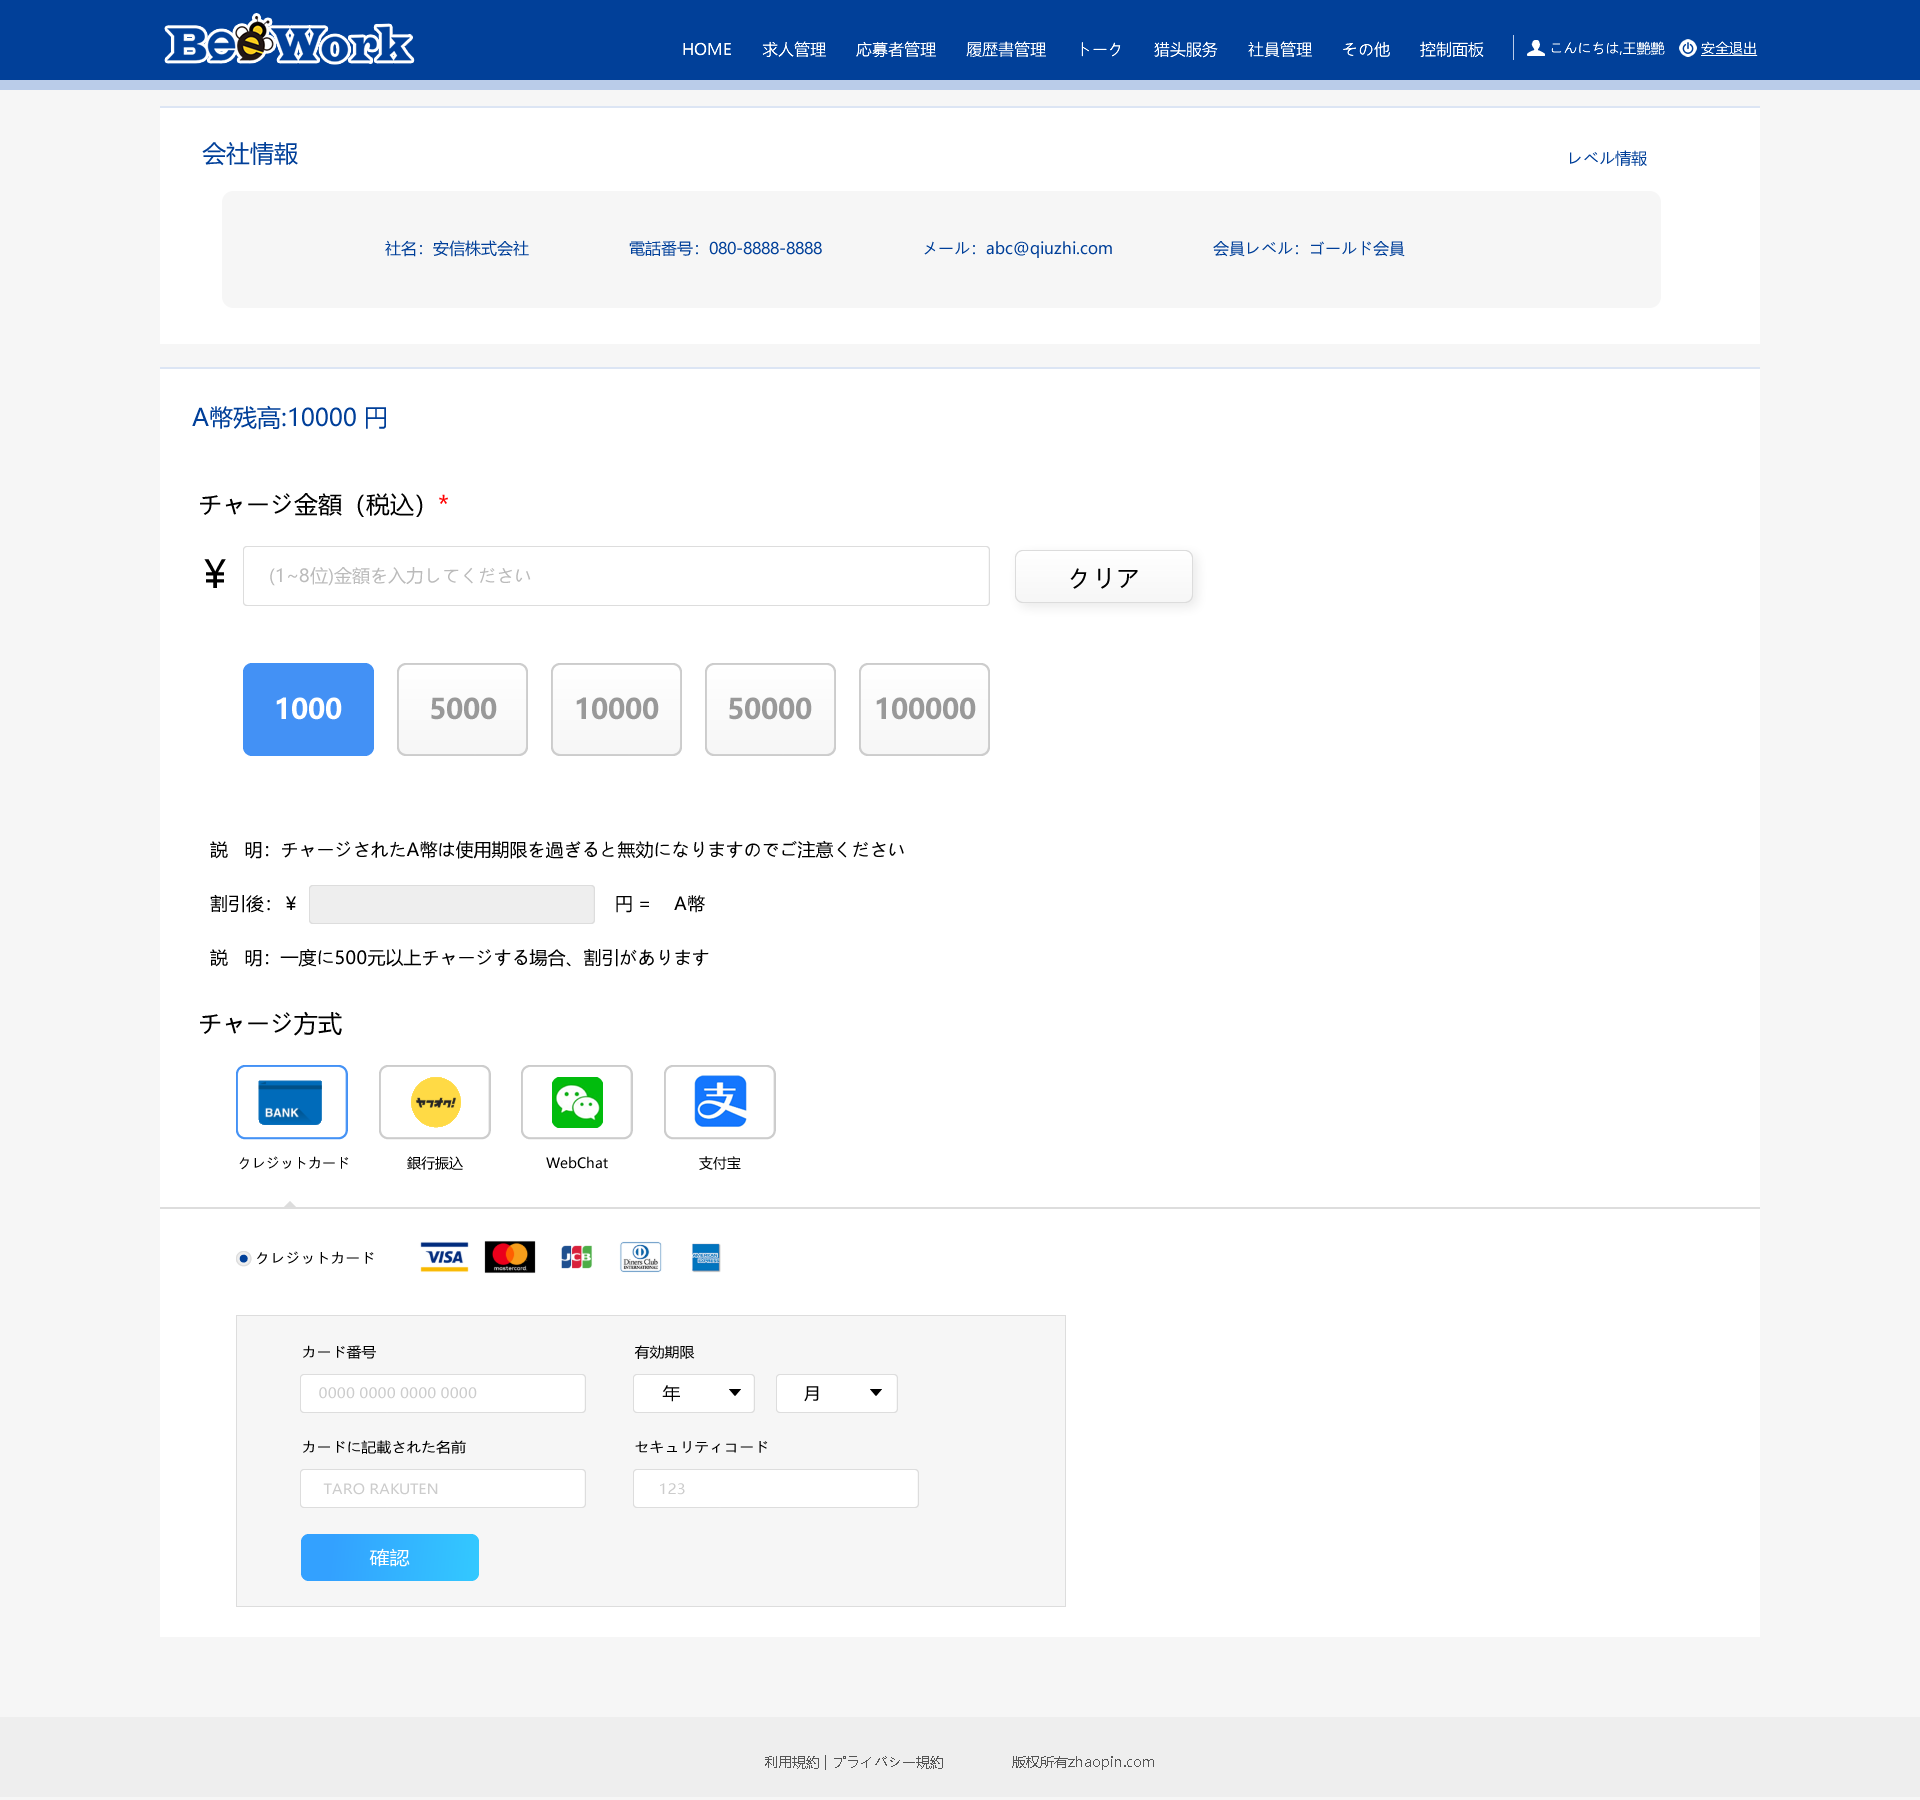 BeeWork
HOME 求人管理 応募者管理 履歴書管理 トーク 猎头服务 社員管理 その他 控制面板 こんにちは,王艷艷 安全退出
会社情報
レベル情報
社名：安信株式会社 電話番号：080-8888-8888 メール：abc@qiuzhi.com 会員レベル：ゴールド会員
A幣残高:10000 円
チャージ金額（税込）*
¥ (1~8位)金額を入力してください クリア
1000 5000 10000 50000 100000
説 明：チャージされたA幣は使用期限を過ぎると無効になりますのでご注意ください
割引後：¥ 円 = A幣
説 明：一度に500元以上チャージする場合、割引があります
チャージ方式
BANK ヤフオク! 支
クレジットカード 銀行振込 WebChat 支付宝
クレジットカード VISA mastercard JCB Diners Club INTERNATIONAL AMERICAN EXPRESS
カード番号 有効期限
0000 0000 0000 0000 年 月
カードに記載された名前 セキュリティコード
TARO RAKUTEN 123
確認
利用規約 | プライバシー規約 版权所有zhaopin.com